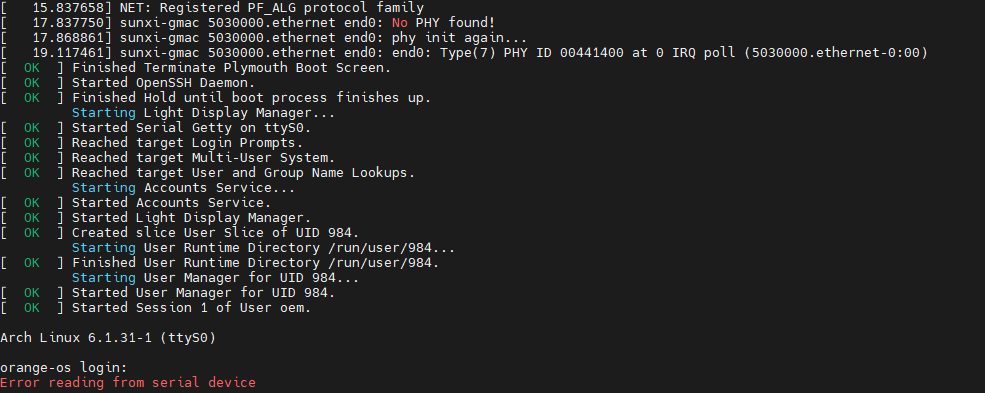 [   15.837658] NET: Registered PF_ALG protocol family
[   17.837750] sunxi-gmac 5030000.ethernet end0: No PHY found!
[   17.868861] sunxi-gmac 5030000.ethernet end0: phy init again...
[   19.117461] sunxi-gmac 5030000.ethernet end0: end0: Type(7) PHY ID 00441400 at 0 IRQ poll (5030000.ethernet-0:00)
[  OK  ] Finished Terminate Plymouth Boot Screen.
[  OK  ] Started OpenSSH Daemon.
[  OK  ] Finished Hold until boot process finishes up.
         Starting Light Display Manager...
[  OK  ] Started Serial Getty on ttyS0.
[  OK  ] Reached target Login Prompts.
[  OK  ] Reached target Multi-User System.
[  OK  ] Reached target User and Group Name Lookups.
         Starting Accounts Service...
[  OK  ] Started Accounts Service.
[  OK  ] Started Light Display Manager.
[  OK  ] Created slice User Slice of UID 984.
         Starting User Runtime Directory /run/user/984...
[  OK  ] Finished User Runtime Directory /run/user/984.
         Starting User Manager for UID 984...
[  OK  ] Started User Manager for UID 984.
[  OK  ] Started Session 1 of User oem.
Arch Linux 6.1.31-1 (ttyS0)
orange-os login:
Error reading from serial device